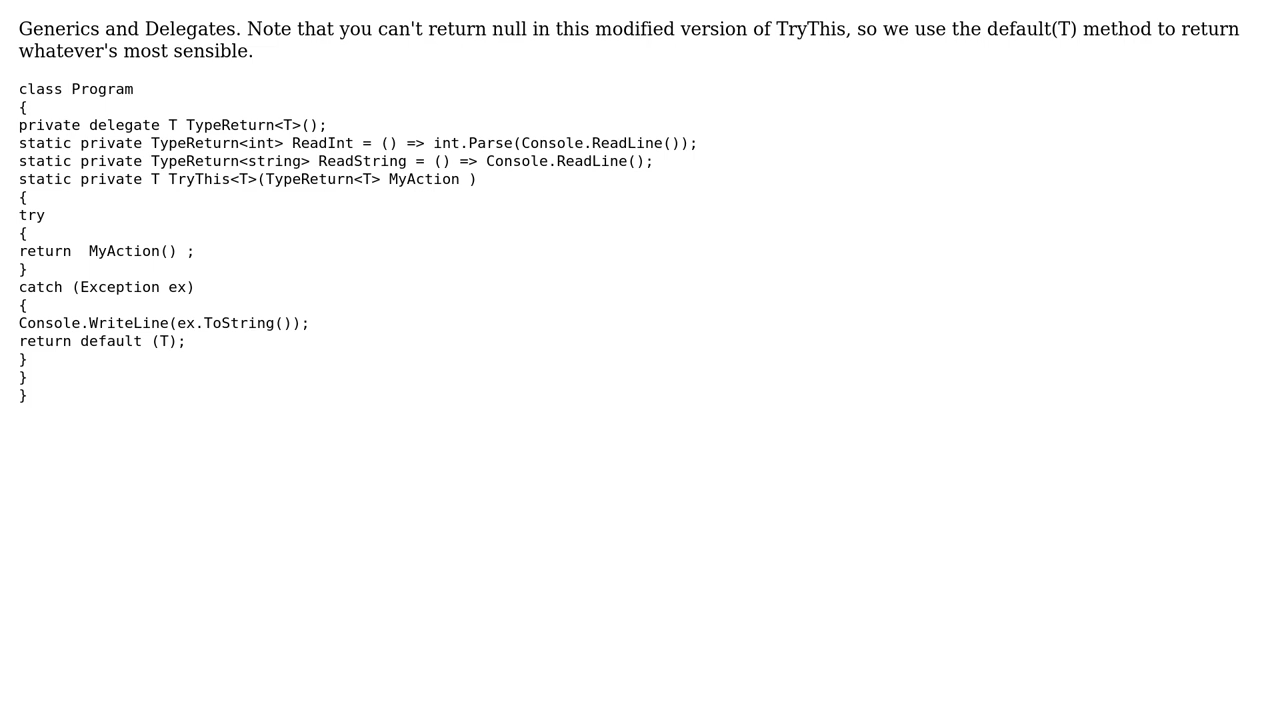 Generics and Delegates. Note that you can't return null in this modified version of TryThis, so we use the default(T) method to return
whatever's most sensible.
class Program
{
private delegate T TypeReturn<T>();
static private TypeReturn<int> ReadInt = () => int.Parse(Console.ReadLine());
static private TypeReturn<string> ReadString = () => Console.ReadLine();
static private T TryThis<T>(TypeReturn<T> MyAction )
{
try
{
return  MyAction() ;
}
catch (Exception ex)
{
Console.WriteLine(ex.ToString());
return default (T);
}
}
}